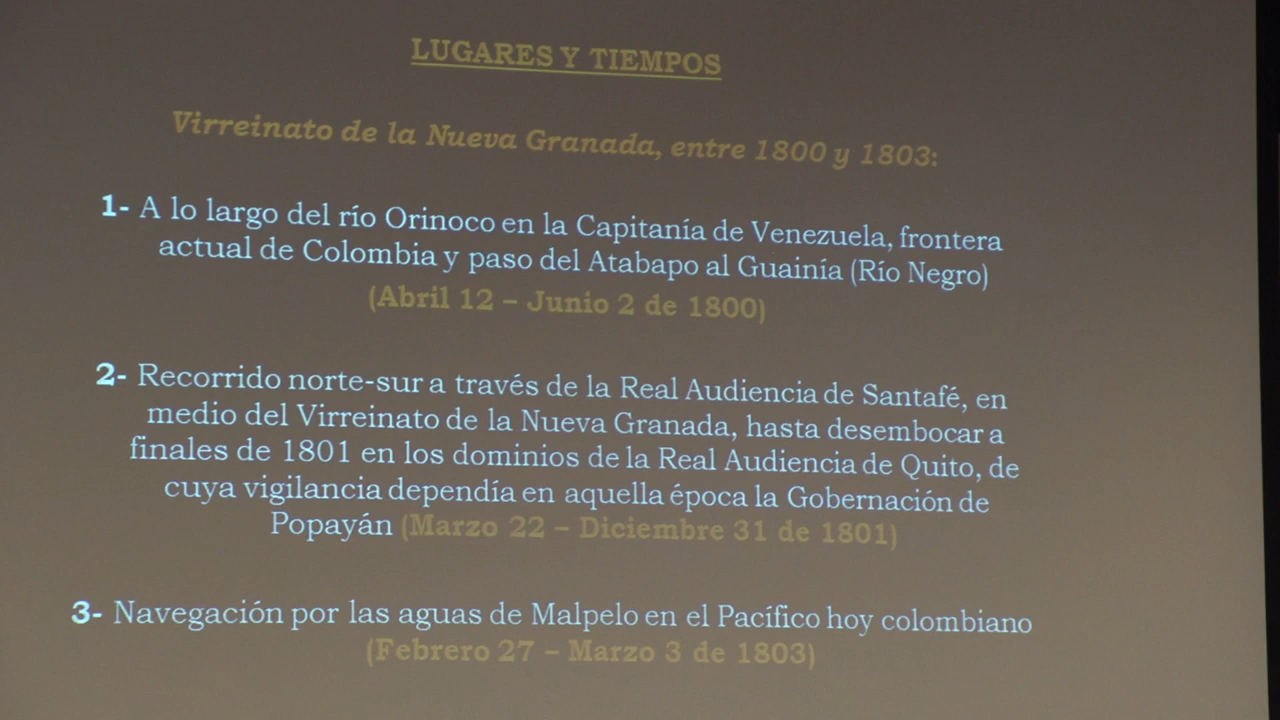 LUGARES Y TIEMPOS
Virreinato de la Nueva Granada, entre 1800 y 1803:
1- A lo largo del río Orinoco en la Capitanía de Venezuela, frontera
actual de Colombia y paso del Atabapo al Guainía (Río Negro)
(Abril 12 – Junio 2 de 1800)
2- Recorrido norte-sur a través de la Real Audiencia de Santafé, en
medio del Virreinato de la Nueva Granada, hasta desembocar a
finales de 1801 en los dominios de la Real Audiencia de Quito, de
cuya vigilancia dependía en aquella época la Gobernación de
Popayán (Marzo 22 – Diciembre 31 de 1801)
3- Navegación por las aguas de Malpelo en el Pacífico hoy colombiano
(Febrero 27 – Marzo 3 de 1803)